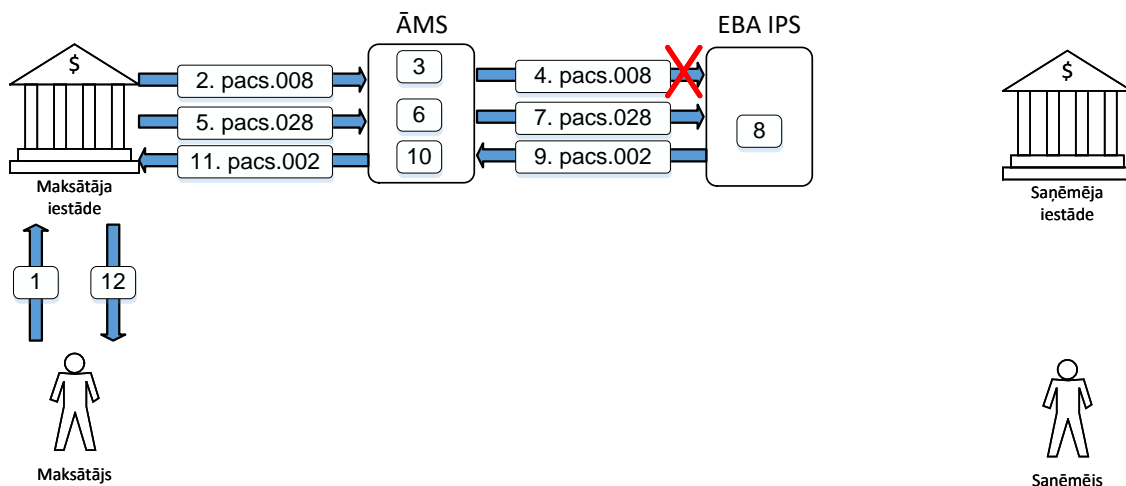 ĀMS
EBA IPS
$
$
2. pacs.008
3
4. pacs.008
5. pacs.028
6
7. pacs.028
8
11. pacs.002
10
9. pacs.002
Maksātāja
iestāde
Saņēmēja
iestāde
1
12
Maksātājs
Saņēmējs